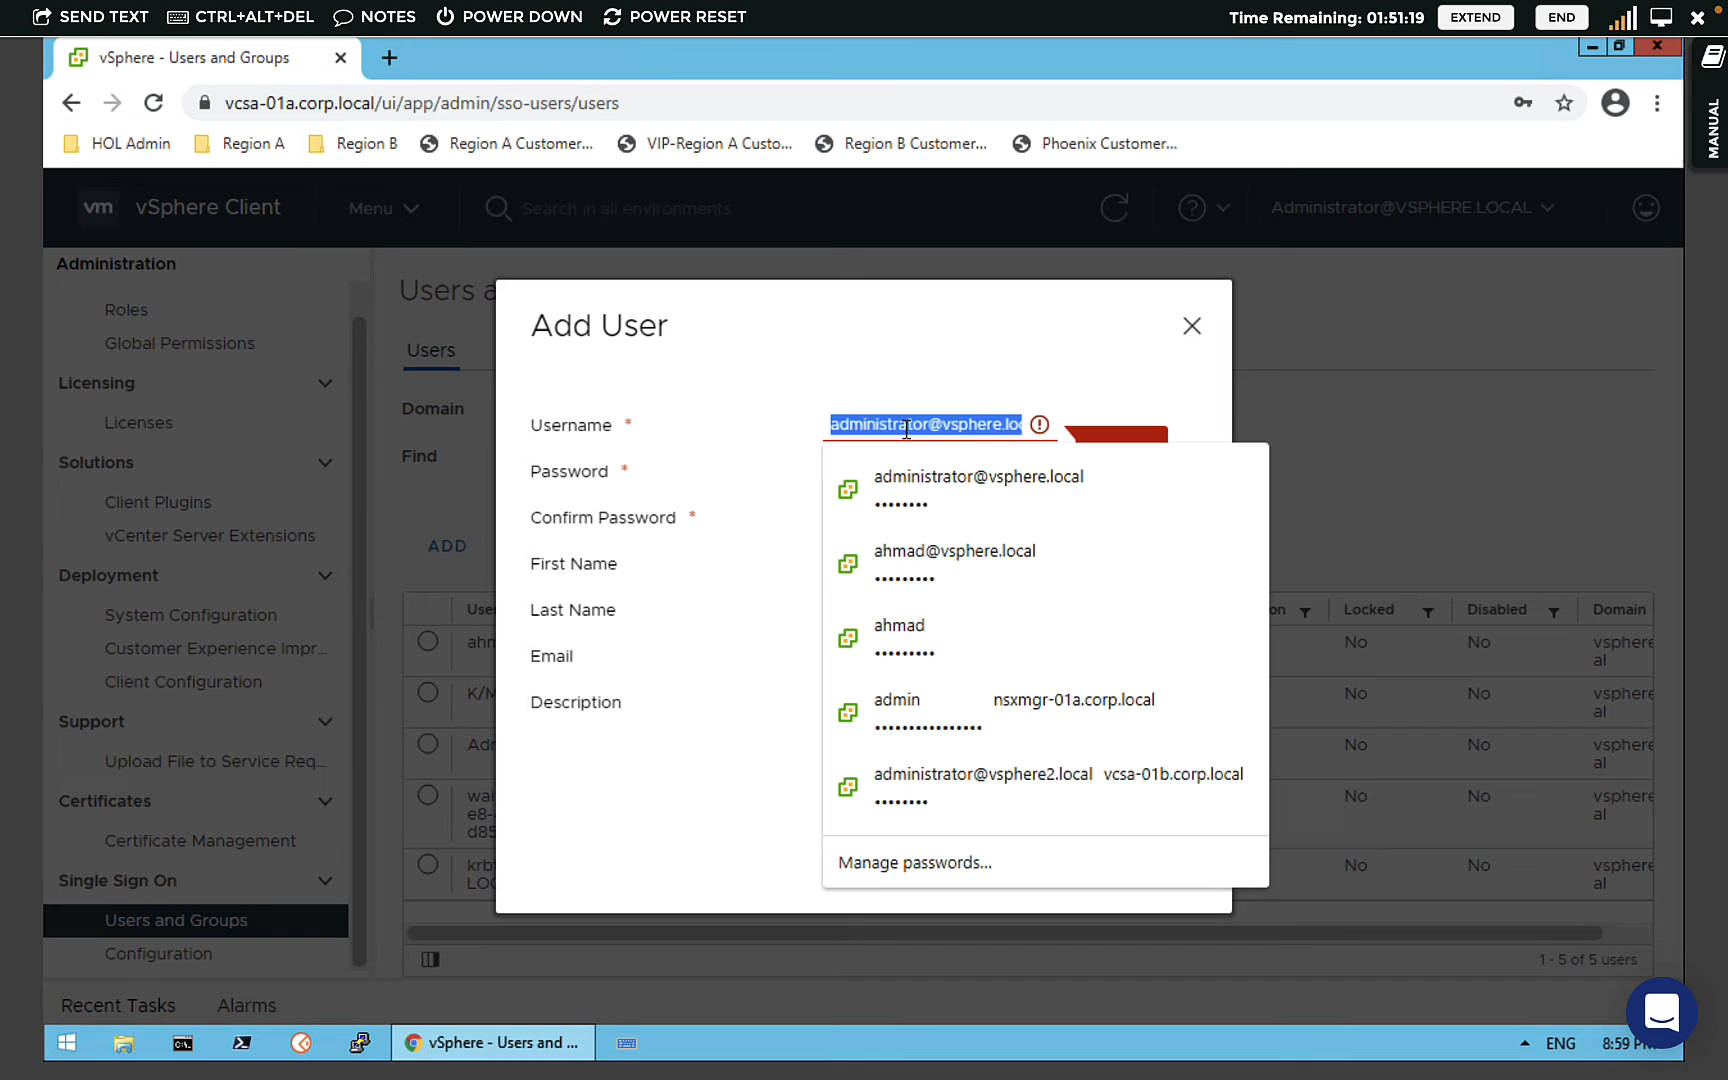 SEND TEXT CTRL+ALT+DEL NOTES POWER DOWN POWER RESET Time Remaining: 01:51:19 EXTEND END
vSphere - Users and Groups
vcsa-01a.corp.local/ui/app/admin/sso-users/users
MANUAL
HOL Admin Region A Region B Region A Customer... VIP-Region A Custo... Region B Customer... Phoenix Customer...
vm vSphere Client Menu Search in all environments Administrator@VSPHERE.LOCAL
Administration
Roles
Global Permissions
Licensing
Licenses
Solutions
Client Plugins
vCenter Server Extensions
Deployment
System Configuration
Customer Experience Impr...
Client Configuration
Support
Upload File to Service Req...
Certificates
Certificate Management
Single Sign On
Users and Groups
Configuration
Users
Domain
Find
ADD
Locked Disabled Domain
No No
No No
No No
No No
No No
1 - 5 of 5 users
Add User
Username * administrator@vsphere.loc
Password *
Confirm Password *
First Name
Last Name
Email
Description
administrator@vsphere.local
••••••••
ahmad@vsphere.local
•••••••••
ahmad
•••••••••
admin nsxmgr-01a.corp.local
••••••••••••••••
administrator@vsphere2.local vcsa-01b.corp.local
••••••••
Manage passwords...
Recent Tasks Alarms
vSphere - Users and ... ENG 8:59